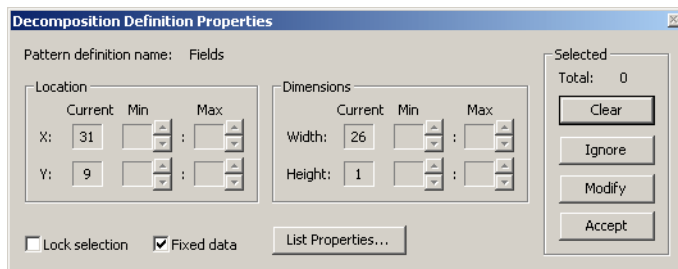 Decomposition Definition Properties
Pattern definition name: Fields
Location
Current Min Max
X: 31 :
Y: 9 :
Dimensions
Current Min Max
Width: 26 :
Height: 1 :
Selected
Total: 0
Clear
Ignore
Modify
Accept
Lock selection
Fixed data
List Properties...